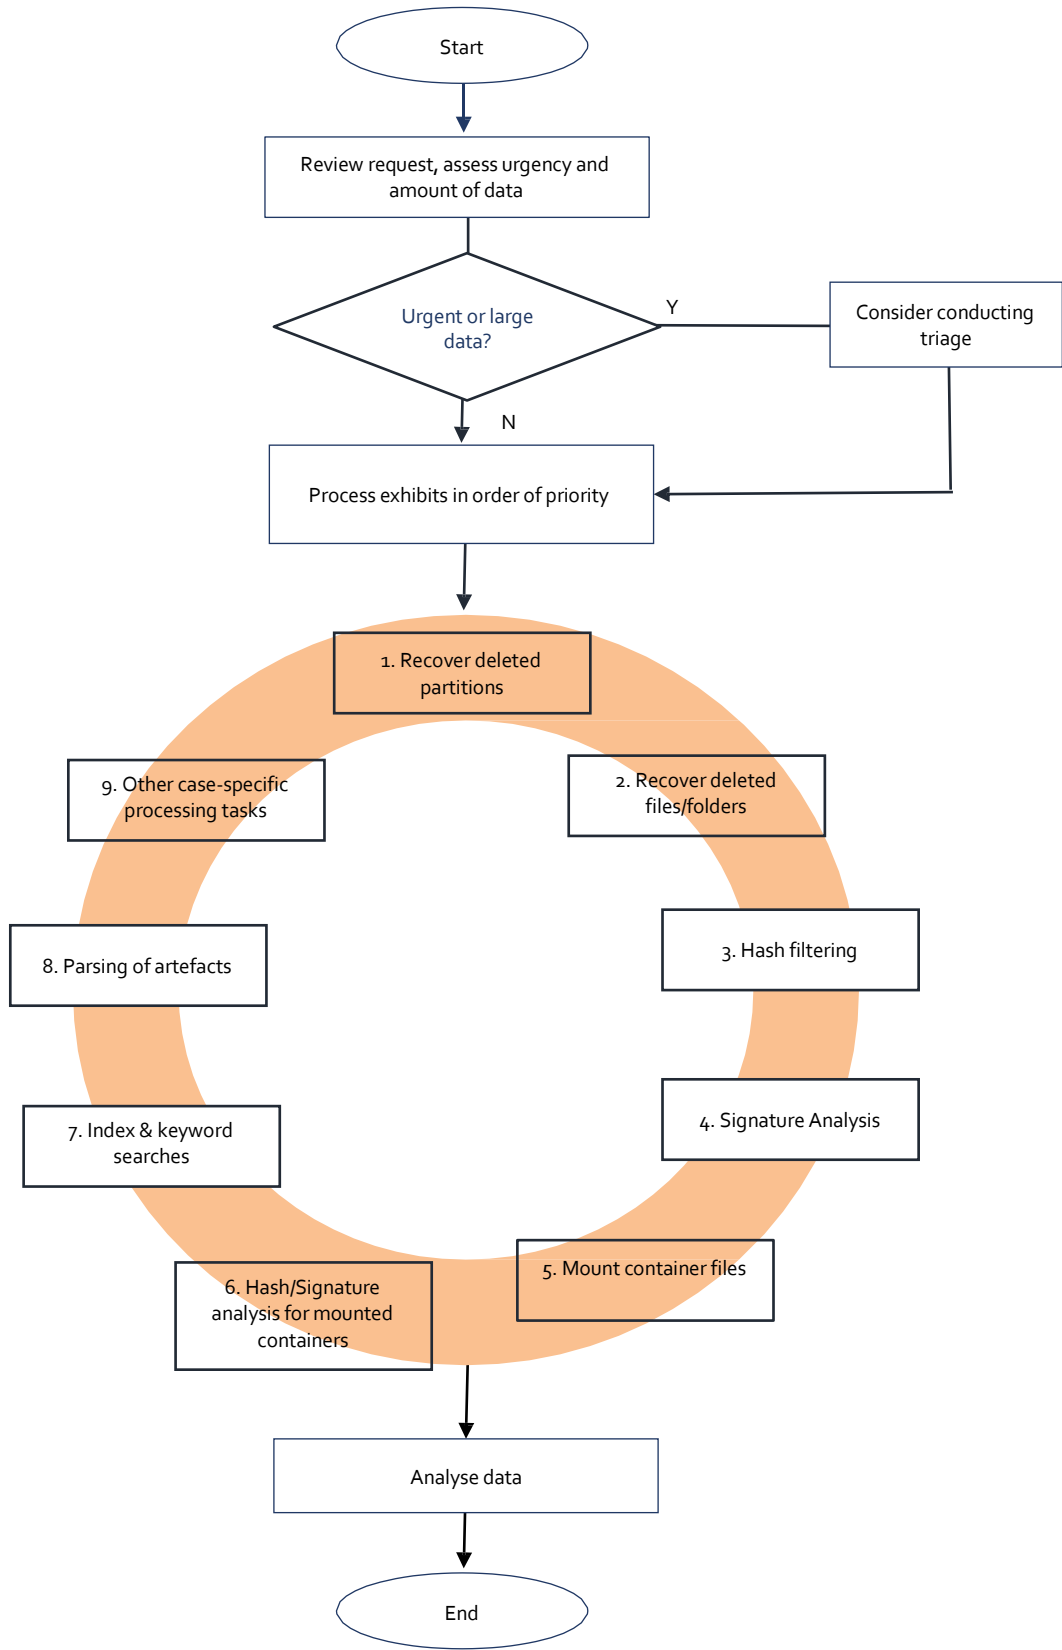 Start
Review request, assess urgency and
amount of data
Urgent or large
data?
Y
Consider conducting
triage
N
Process exhibits in order of priority
1. Recover deleted
partitions
2. Recover deleted
files/folders
3. Hash filtering
4. Signature Analysis
5. Mount container files
6. Hash/Signature
analysis for mounted
containers
7. Index & keyword
searches
8. Parsing of artefacts
9. Other case-specific
processing tasks
Analyse data
End